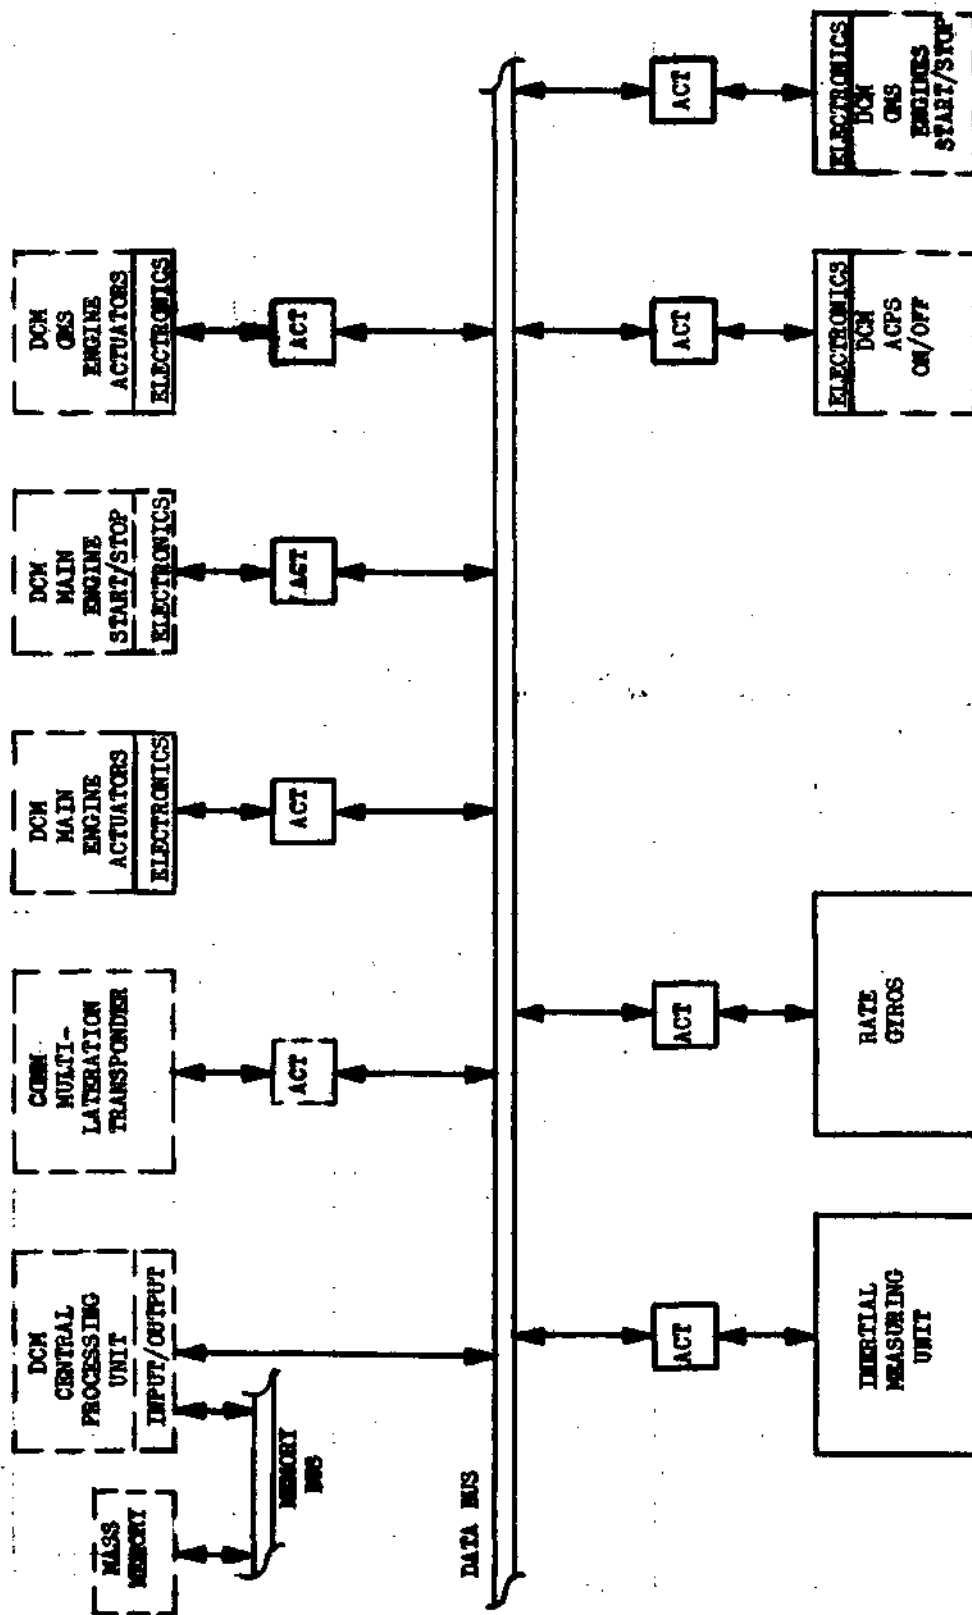 MASS
MEMORY
DCM
CENTRAL
PROCESSING
UNIT
INPUT/OUTPUT
MEMORY
BUS
COMM
MULTI-
LATERATION
TRANSPONDER
ACT
DCM
MAIN
ENGINE
ACTUATORS
ELECTRONICS
ACT
DCM
MAIN
ENGINE
START/STOP
ELECTRONICS
ACT
DCM
OMS
ENGINE
ACTUATORS
ELECTRONICS
ACT
DATA BUS
ACT
INERTIAL
MEASURING
UNIT
ACT
RATE
GYROS
ACT
ELECTRONICS
DCM
ACPS
ON/OFF
ACT
ELECTRONICS
DCM
OMS
ENGINES
START/STOP